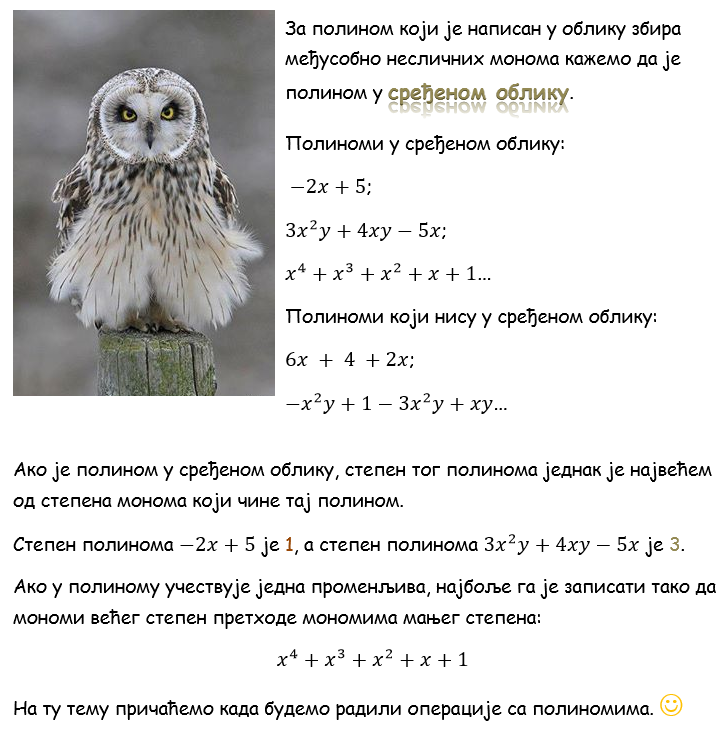 За полином који је написан у облику збира
међусобно несличних монома кажемо да је
полином у сређеном облику.
Полиноми у сређеном облику:
−2x + 5;
3x²y + 4xy − 5x;
x⁴ + x³ + x² + x + 1...
Полиноми који нису у сређеном облику:
6x + 4 + 2x;
−x²y + 1 − 3x²y + xy...
Ако је полином у сређеном облику, степен тог полинома једнак је највећем
од степена монома који чине тај полином.
Степен полинома −2x + 5 је 1, а степен полинома 3x²y + 4xy − 5x је 3.
Ако у полиному учествује једна променљива, најбоље га је записати тако да
мономи већег степен претходе мономима мањег степена:
x⁴ + x³ + x² + x + 1
На ту тему причаћемо када будемо радили операције са полиномима. ☺